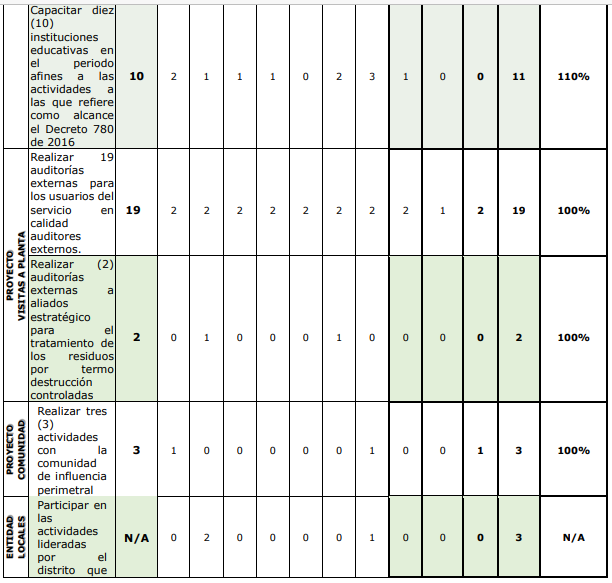 Capacitar diez
(10)
instituciones
educativas en
el periodo
afines a las
actividades a
las que refiere
como alcance
el Decreto 780
de 2016
10 2 1 1 1 0 2 3 1 0 0 11 110%
PROYECTO
VISITAS A PLANTA
Realizar 19
auditorías
externas para
los usuarios del
servicio en
calidad
auditores
externos.
19 2 2 2 2 2 2 2 2 1 2 19 100%
Realizar (2)
auditorías
externas a
aliados
estratégico
para el
tratamiento de
los residuos
por termo
destrucción
controladas
2 0 1 0 0 0 1 0 0 0 0 2 100%
PROYECTO
COMUNIDAD
Realizar tres
(3)
actividades
con la
comunidad
de influencia
perimetral
3 1 0 0 0 0 0 1 0 0 1 3 100%
ENTIDAD
LOCALES
Participar en
las
actividades
lideradas
por el
distrito que
N/A 0 2 0 0 0 0 1 0 0 0 3 N/A